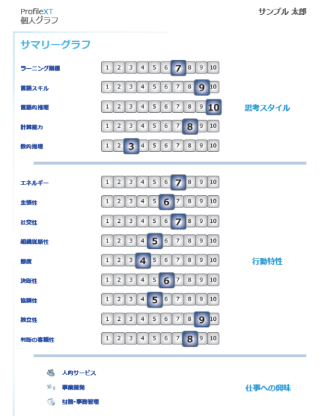 ProfileXT
個人グラフ
サンプル 太郎
サマリーグラフ
ラーニング指標 1 2 3 4 5 6 7 8 9 10
言語スキル 1 2 3 4 5 6 7 8 9 10
言語的推理 1 2 3 4 5 6 7 8 9 10
思考スタイル
計算能力 1 2 3 4 5 6 7 8 9 10
数的推理 1 2 3 4 5 6 7 8 9 10
エネルギー 1 2 3 4 5 6 7 8 9 10
主張性 1 2 3 4 5 6 7 8 9 10
社交性 1 2 3 4 5 6 7 8 9 10
組織従順性 1 2 3 4 5 6 7 8 9 10
態度 1 2 3 4 5 6 7 8 9 10
行動特性
決断性 1 2 3 4 5 6 7 8 9 10
協調性 1 2 3 4 5 6 7 8 9 10
独立性 1 2 3 4 5 6 7 8 9 10
判断の客観性 1 2 3 4 5 6 7 8 9 10
人的サービス
事業開発
仕事への興味
財務・事務管理